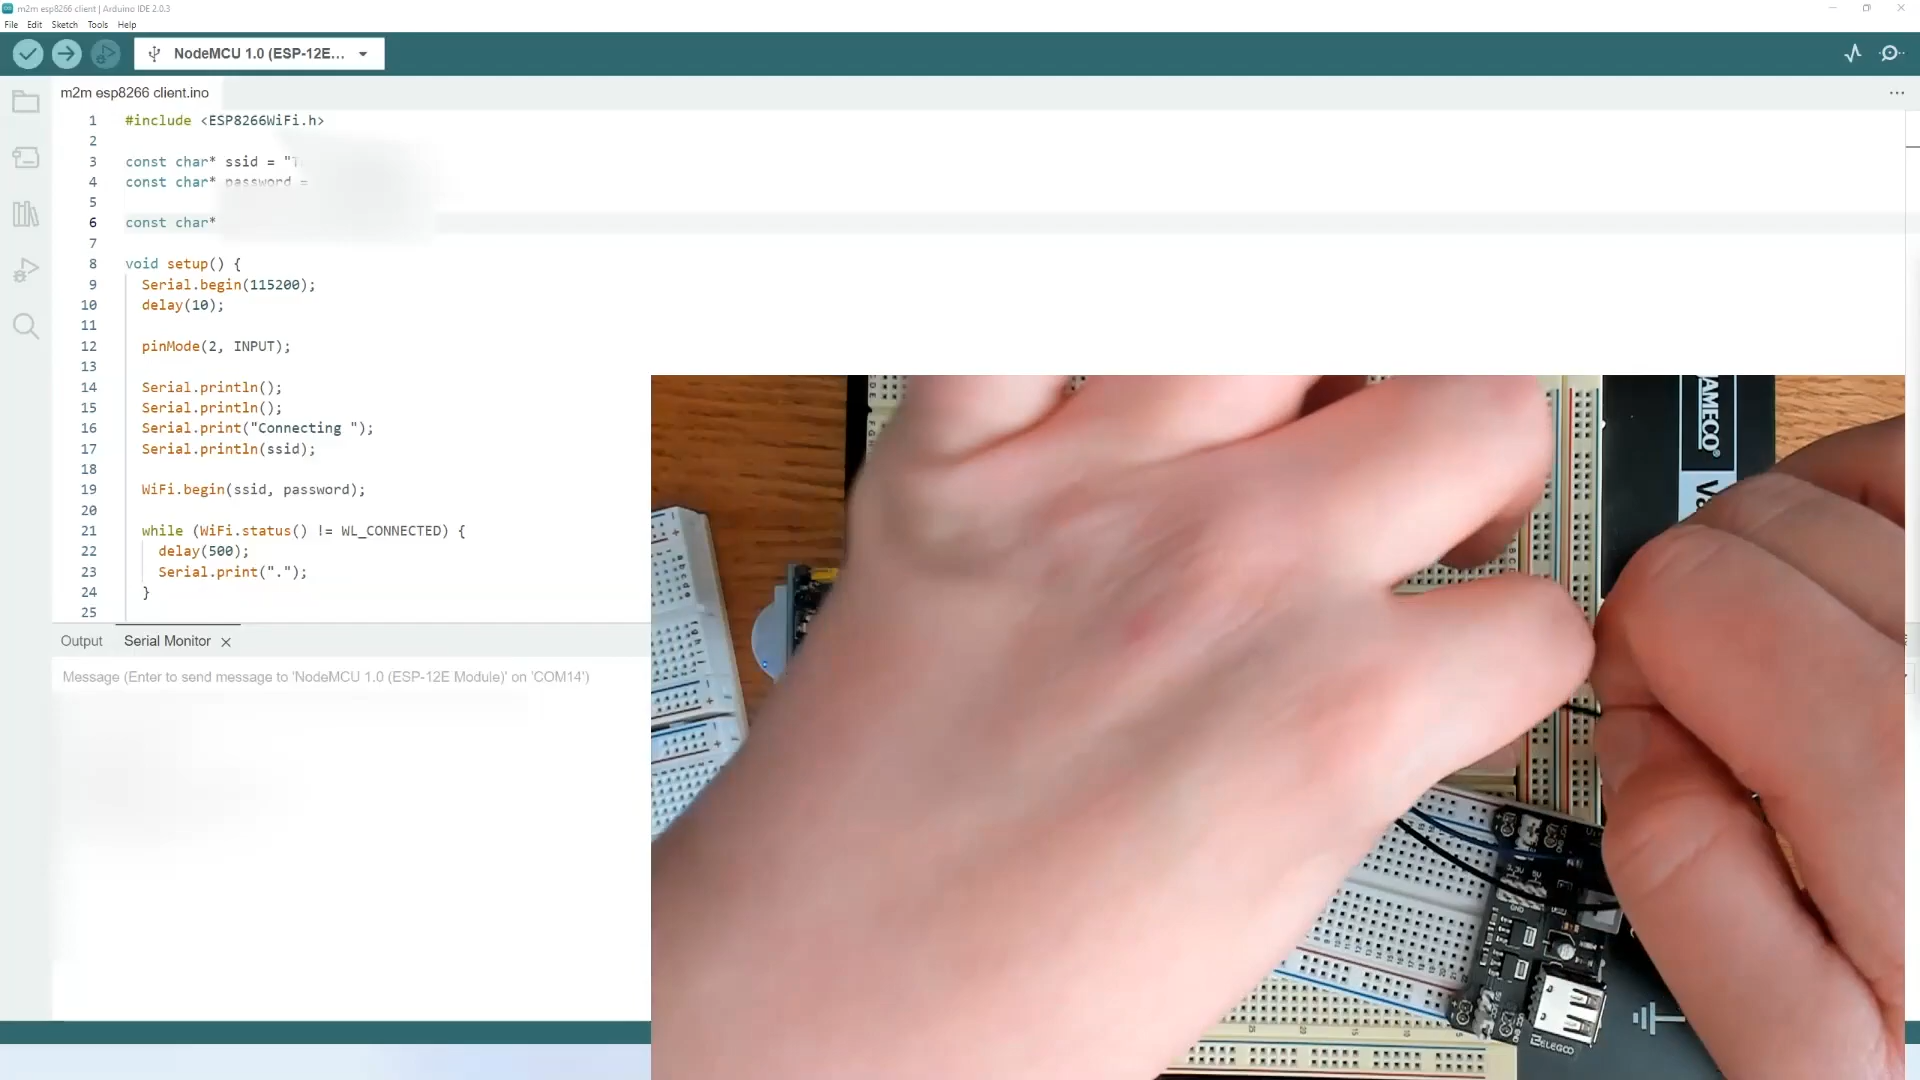 m2m esp8266 client | Arduino IDE 2.0.3
File Edit Sketch Tools Help
NodeMCU 1.0 (ESP-12E...
m2m esp8266 client.ino
1 #include <ESP8266WiFi.h>
2
3 const char* ssid = "T
4 const char* password =
5
6 const char*
7
8 void setup() {
9 Serial.begin(115200);
10 delay(10);
11
12 pinMode(2, INPUT);
13
14 Serial.println();
15 Serial.println();
16 Serial.print("Connecting ");
17 Serial.println(ssid);
18
19 WiFi.begin(ssid, password);
20
21 while (WiFi.status() != WL_CONNECTED) {
22 delay(500);
23 Serial.print(".");
24 }
25
Output Serial Monitor
Message (Enter to send message to 'NodeMCU 1.0 (ESP-12E Module)' on 'COM14')
JAMECO®
3.3V 5V
GND
ELEGOO